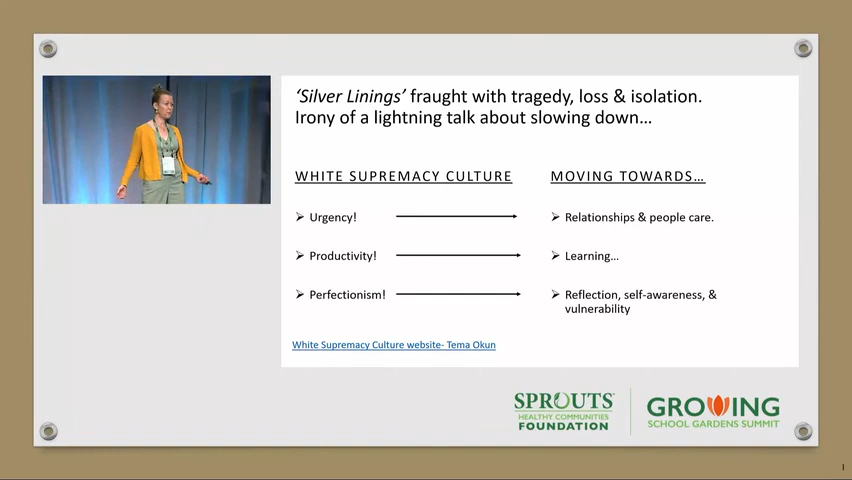 ‘Silver Linings’ fraught with tragedy, loss & isolation.
Irony of a lightning talk about slowing down…
WHITE SUPREMACY CULTURE
MOVING TOWARDS…
Urgency!
Relationships & people care.
Productivity!
Learning…
Perfectionism!
Reflection, self-awareness, &
vulnerability
White Supremacy Culture website- Tema Okun
SPROUTS
HEALTHY COMMUNITIES
FOUNDATION
GROWING
SCHOOL GARDENS SUMMIT
1